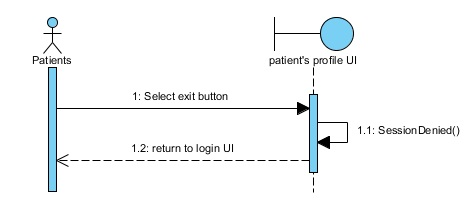 Patients
patient's profile UI
1: Select exit button
1.1: SessionDenied()
1.2: return to login UI